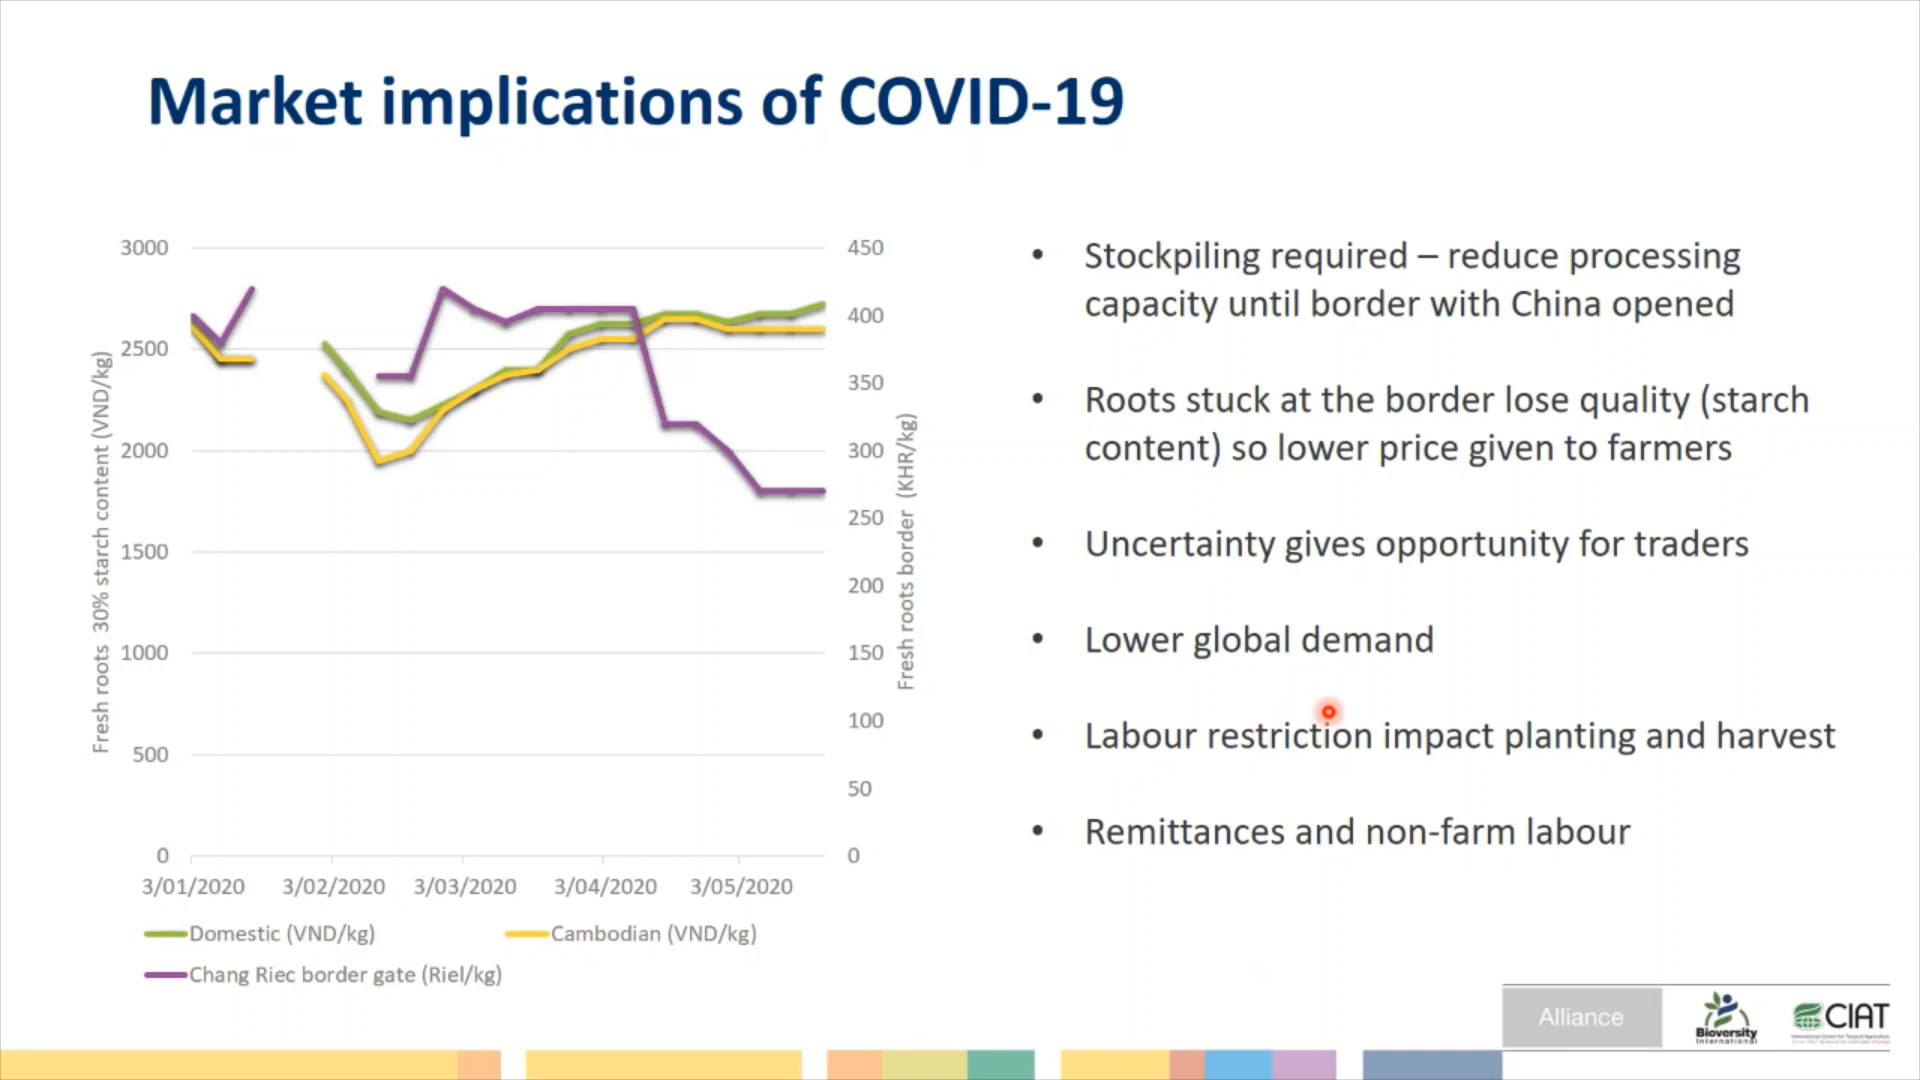 Market implications of COVID-19
3000
2500
2000
1500
1000
500
0
450
400
350
300
250
200
150
100
50
0
Fresh roots 30% starch content (VND/kg)
Fresh roots border (KHR/kg)
3/01/2020 3/02/2020 3/03/2020 3/04/2020 3/05/2020
Domestic (VND/kg)
Cambodian (VND/kg)
Chang Riec border gate (Riel/kg)
• Stockpiling required – reduce processing
capacity until border with China opened
• Roots stuck at the border lose quality (starch
content) so lower price given to farmers
• Uncertainty gives opportunity for traders
• Lower global demand
• Labour restriction impact planting and harvest
• Remittances and non-farm labour
Alliance
Bioversity
International
CIAT